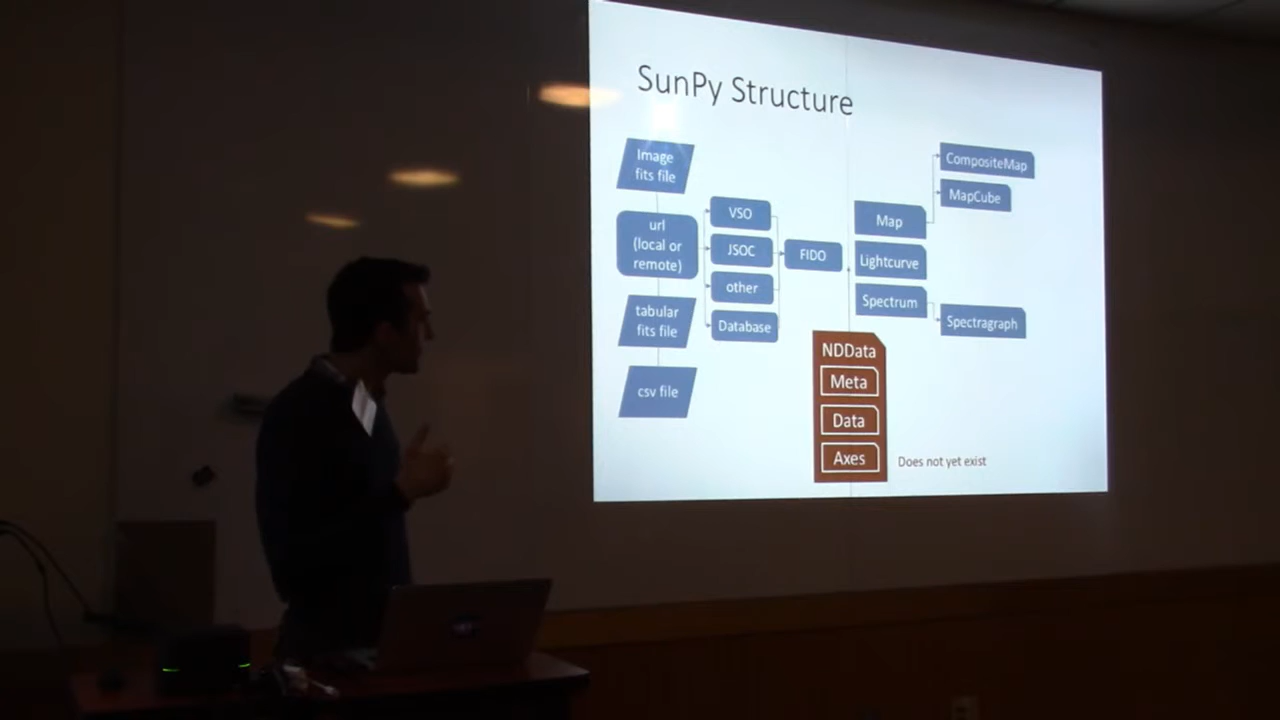 SunPy Structure
Image
fits file
url
(local or
remote)
tabular
fits file
csv file
VSO
JSOC
other
Database
FIDO
Map
Lightcurve
Spectrum
CompositeMap
MapCube
Spectragraph
NDData
Meta
Data
Axes
Does not yet exist